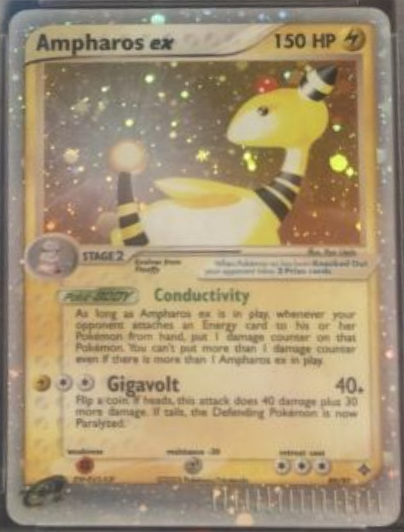 Ampharos ex 150 HP
STAGE 2 Evolves from
Flaaffy
When Pokémon-ex has been Knocked Out
your opponent takes 2 Prize cards.
Poké-BODY Conductivity
As long as Ampharos ex is in play, whenever your
opponent attaches an Energy card to his or her
Pokémon from hand, put 1 damage counter on that
Pokémon. You can't put more than 1 damage counter
even if there is more than 1 Ampharos ex in play.
Gigavolt 40+
Flip a coin. If heads, this attack does 40 damage plus 30
more damage. If tails, the Defending Pokémon is now
Paralyzed.
weakness resistance -30 retreat cost